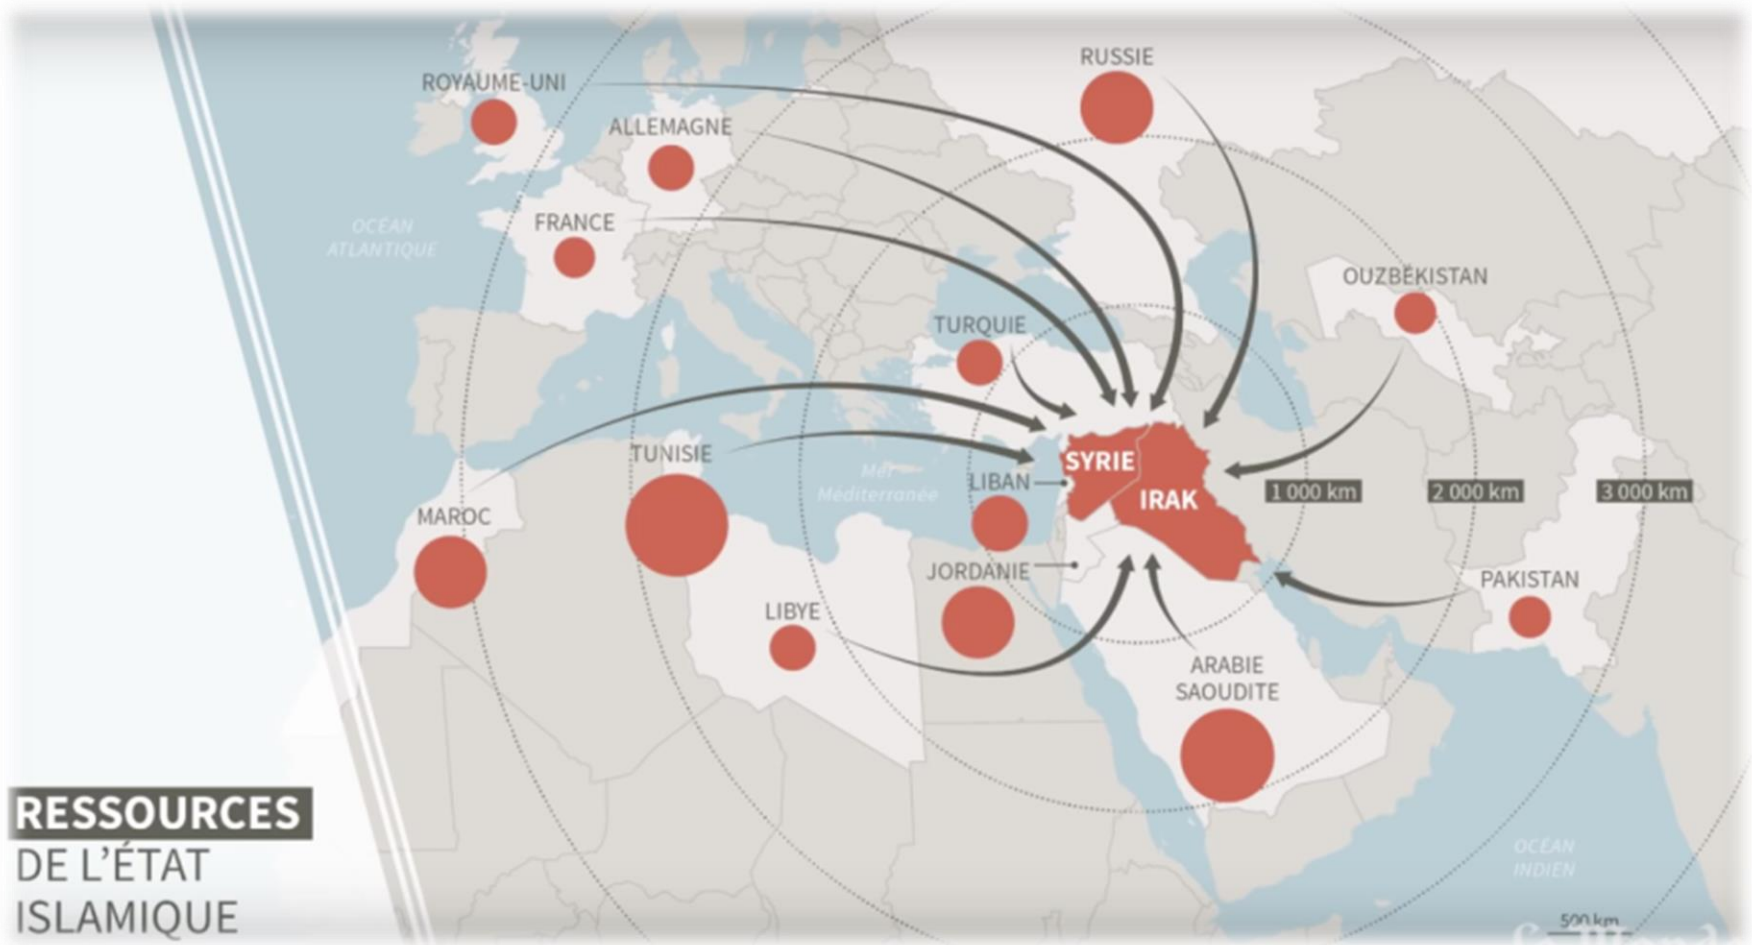 RUSSIE
ROYAUME-UNI
ALLEMAGNE
FRANCE
OCÉAN
ATLANTIQUE
OUZBÉKISTAN
TURQUIE
TUNISIE
SYRIE
Mer
Méditerranée
LIBAN
IRAK
1 000 km
2 000 km
3 000 km
MAROC
JORDANIE
PAKISTAN
LIBYE
ARABIE
SAOUDITE
RESSOURCES
DE L'ÉTAT
ISLAMIQUE
OCÉAN
INDIEN
500 km